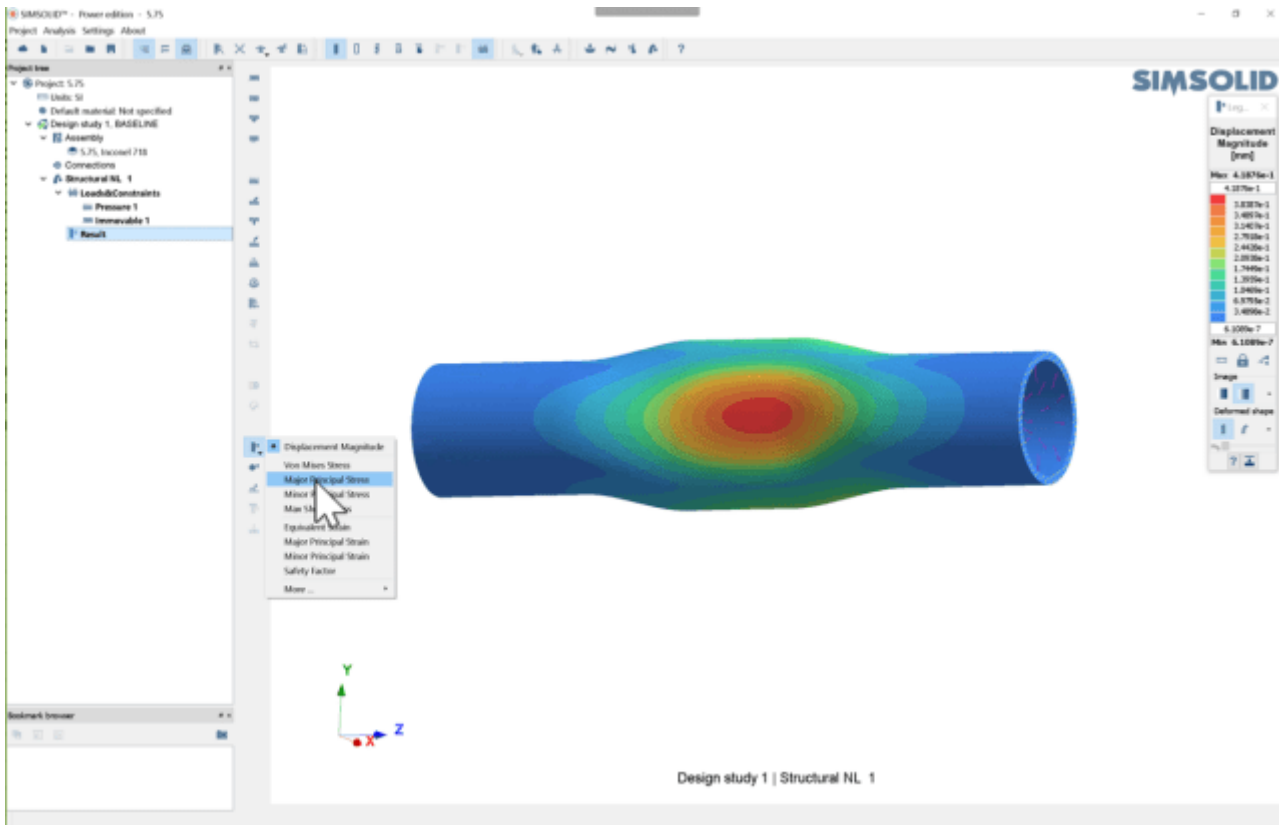 SIMSOLID™ - Power edition - 5.75
Project Analysis Settings About
Project tree
Project: 5.75
Units: SI
Default material: Not specified
Design study 1, BASELINE
Assembly
5.75, Inconel 718
Connections
Structural NL 1
Loads&Constraints
Pressure 1
Immovable 1
Result
Displacement Magnitude
Von Mises Stress
Major Principal Stress
Minor Principal Stress
Max
Equivalent Strain
Major Principal Strain
Minor Principal Strain
Safety Factor
More ...
Bookmark browser
SIMSOLID
Displacement
Magnitude
[mm]
Max 4.1876e-1
4.1876e-1
3.8387e-1
3.4897e-1
3.1407e-1
2.7918e-1
2.4428e-1
2.0938e-1
1.7449e-1
1.3959e-1
1.0469e-1
6.9795e-2
3.4898e-2
6.1089e-7
Min 6.1089e-7
Image
Deformed shape
Y
Z
X
Design study 1 | Structural NL 1